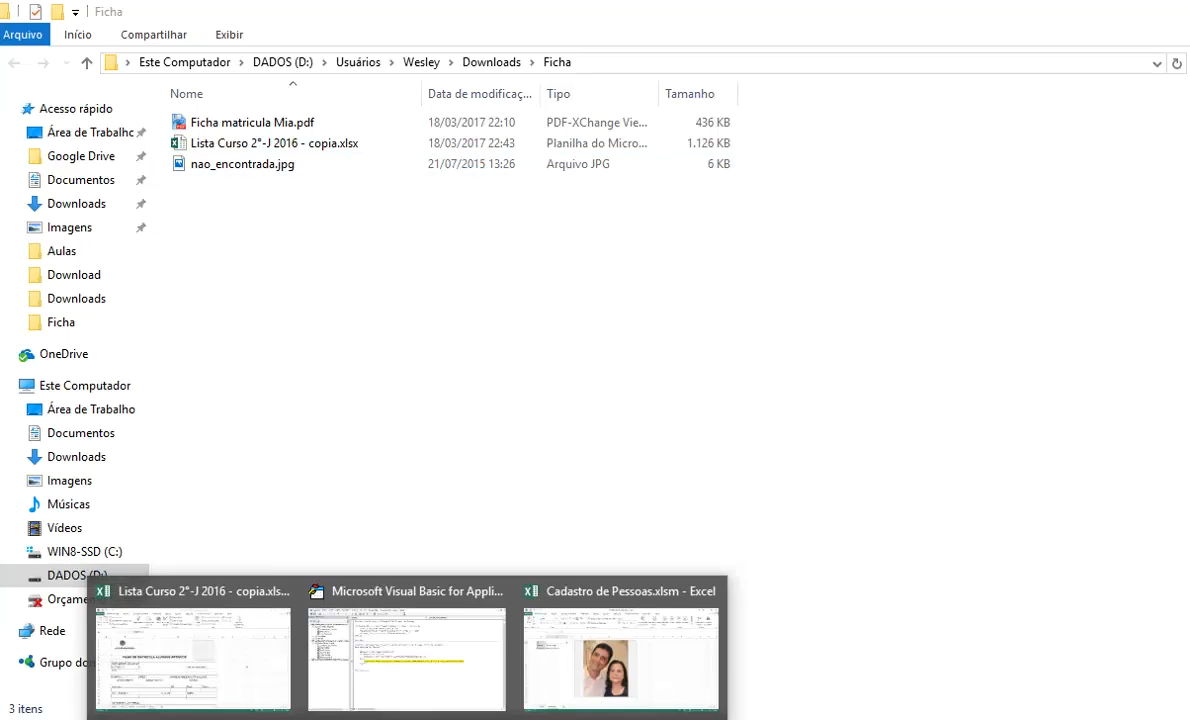 Ficha
Arquivo Início Compartilhar Exibir
Este Computador › DADOS (D:) › Usuários › Wesley › Downloads › Ficha
Nome Data de modificaç... Tipo Tamanho
Ficha matricula Mia.pdf 18/03/2017 22:10 PDF-XChange Vie... 436 KB
Lista Curso 2°-J 2016 - copia.xlsx 18/03/2017 22:43 Planilha do Micro... 1.126 KB
nao_encontrada.jpg 21/07/2015 13:26 Arquivo JPG 6 KB
Acesso rápido
Área de Trabalho
Google Drive
Documentos
Downloads
Imagens
Aulas
Download
Downloads
Ficha
OneDrive
Este Computador
Área de Trabalho
Documentos
Downloads
Imagens
Músicas
Vídeos
WIN8-SSD (C:)
DADOS (D:)
Orçame
Rede
Grupo do
3 itens
Lista Curso 2°-J 2016 - copia.xls... Microsoft Visual Basic for Appli... Cadastro de Pessoas.xlsm - Excel